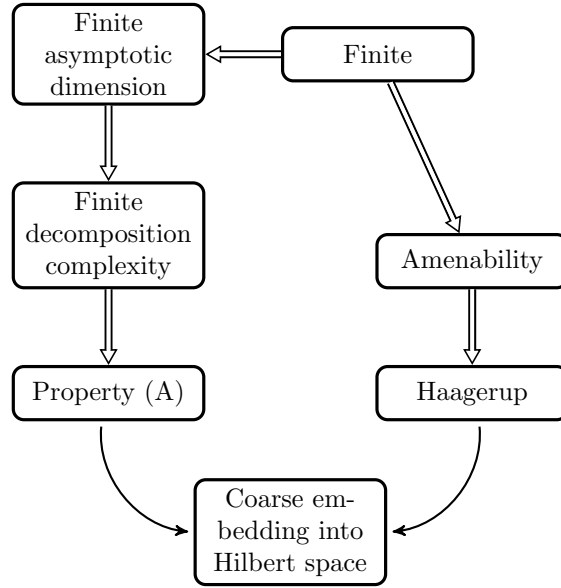 Finite
asymptotic
dimension
Finite
Finite
decomposition
complexity
Amenability
Property (A)
Haagerup
Coarse em-
bedding into
Hilbert space